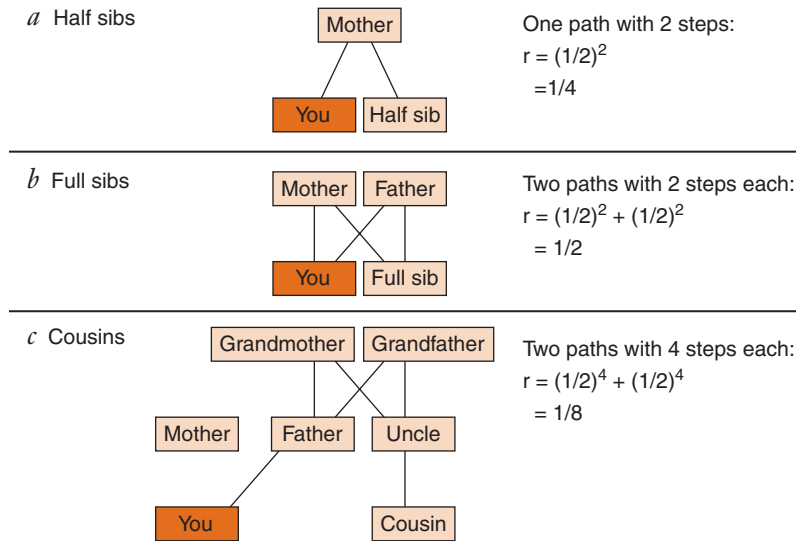 a Half sibs
Mother
You
Half sib
One path with 2 steps:
r = (1/2)²
=1/4
b Full sibs
Mother
Father
You
Full sib
Two paths with 2 steps each:
r = (1/2)² + (1/2)²
= 1/2
c Cousins
Grandmother
Grandfather
Mother
Father
Uncle
You
Cousin
Two paths with 4 steps each:
r = (1/2)⁴ + (1/2)⁴
= 1/8